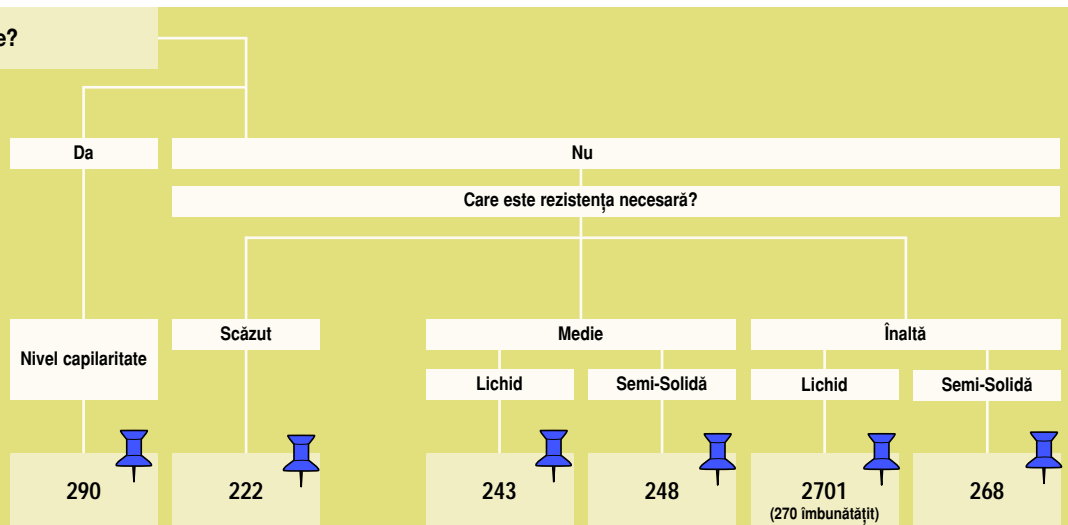 e?
Da
Nu
Care este rezistența necesară?
Nivel capilaritate
Scăzut
Medie
Înaltă
Lichid
Semi-Solidă
Lichid
Semi-Solidă
290
222
243
248
2701
(270 îmbunătățit)
268